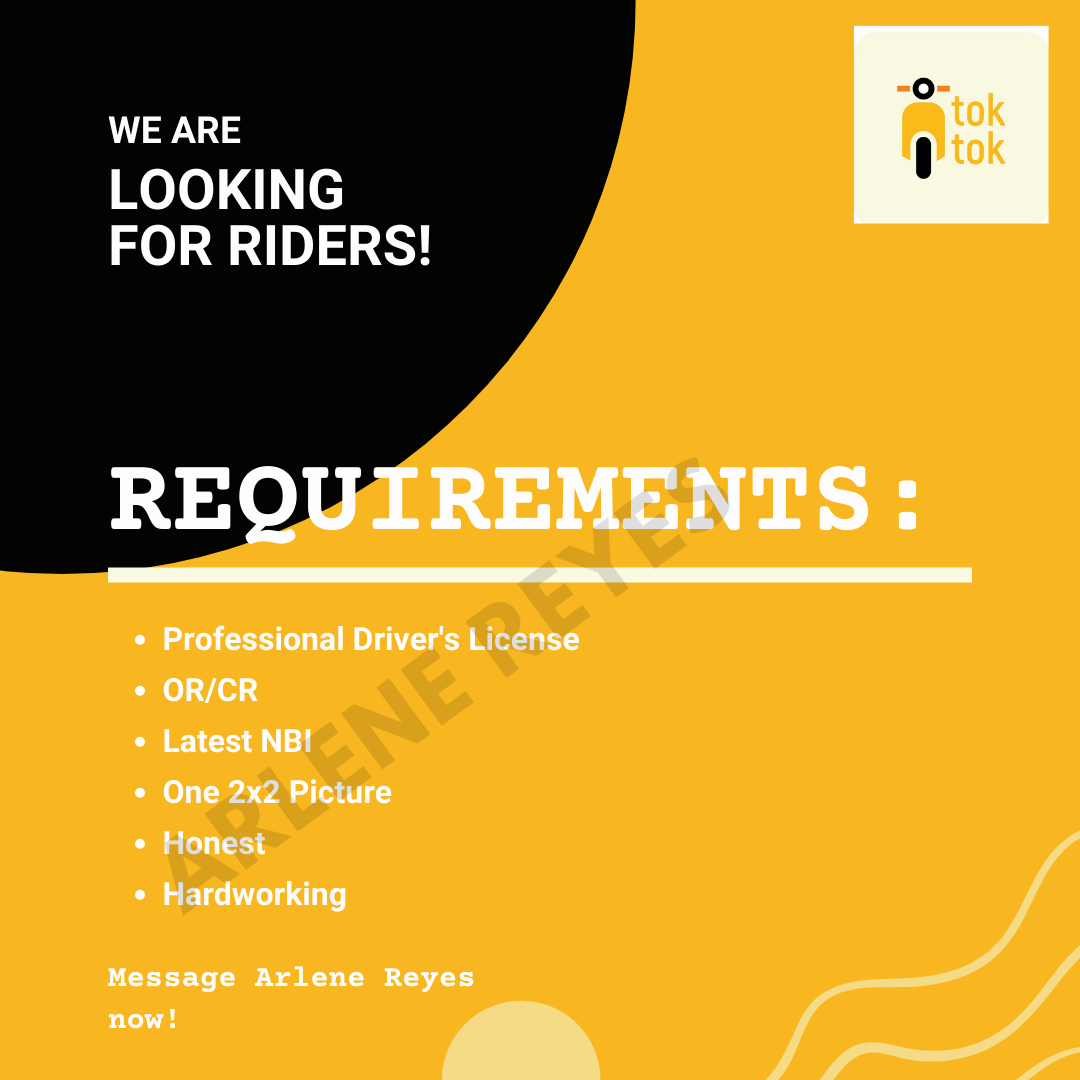 WE ARE
LOOKING
FOR RIDERS!
tok
tok
REQUIREMENTS:
• Professional Driver's License
• OR/CR
• Latest NBI
• One 2x2 Picture
• Honest
• Hardworking
ARLENE REYES
Message Arlene Reyes
now!